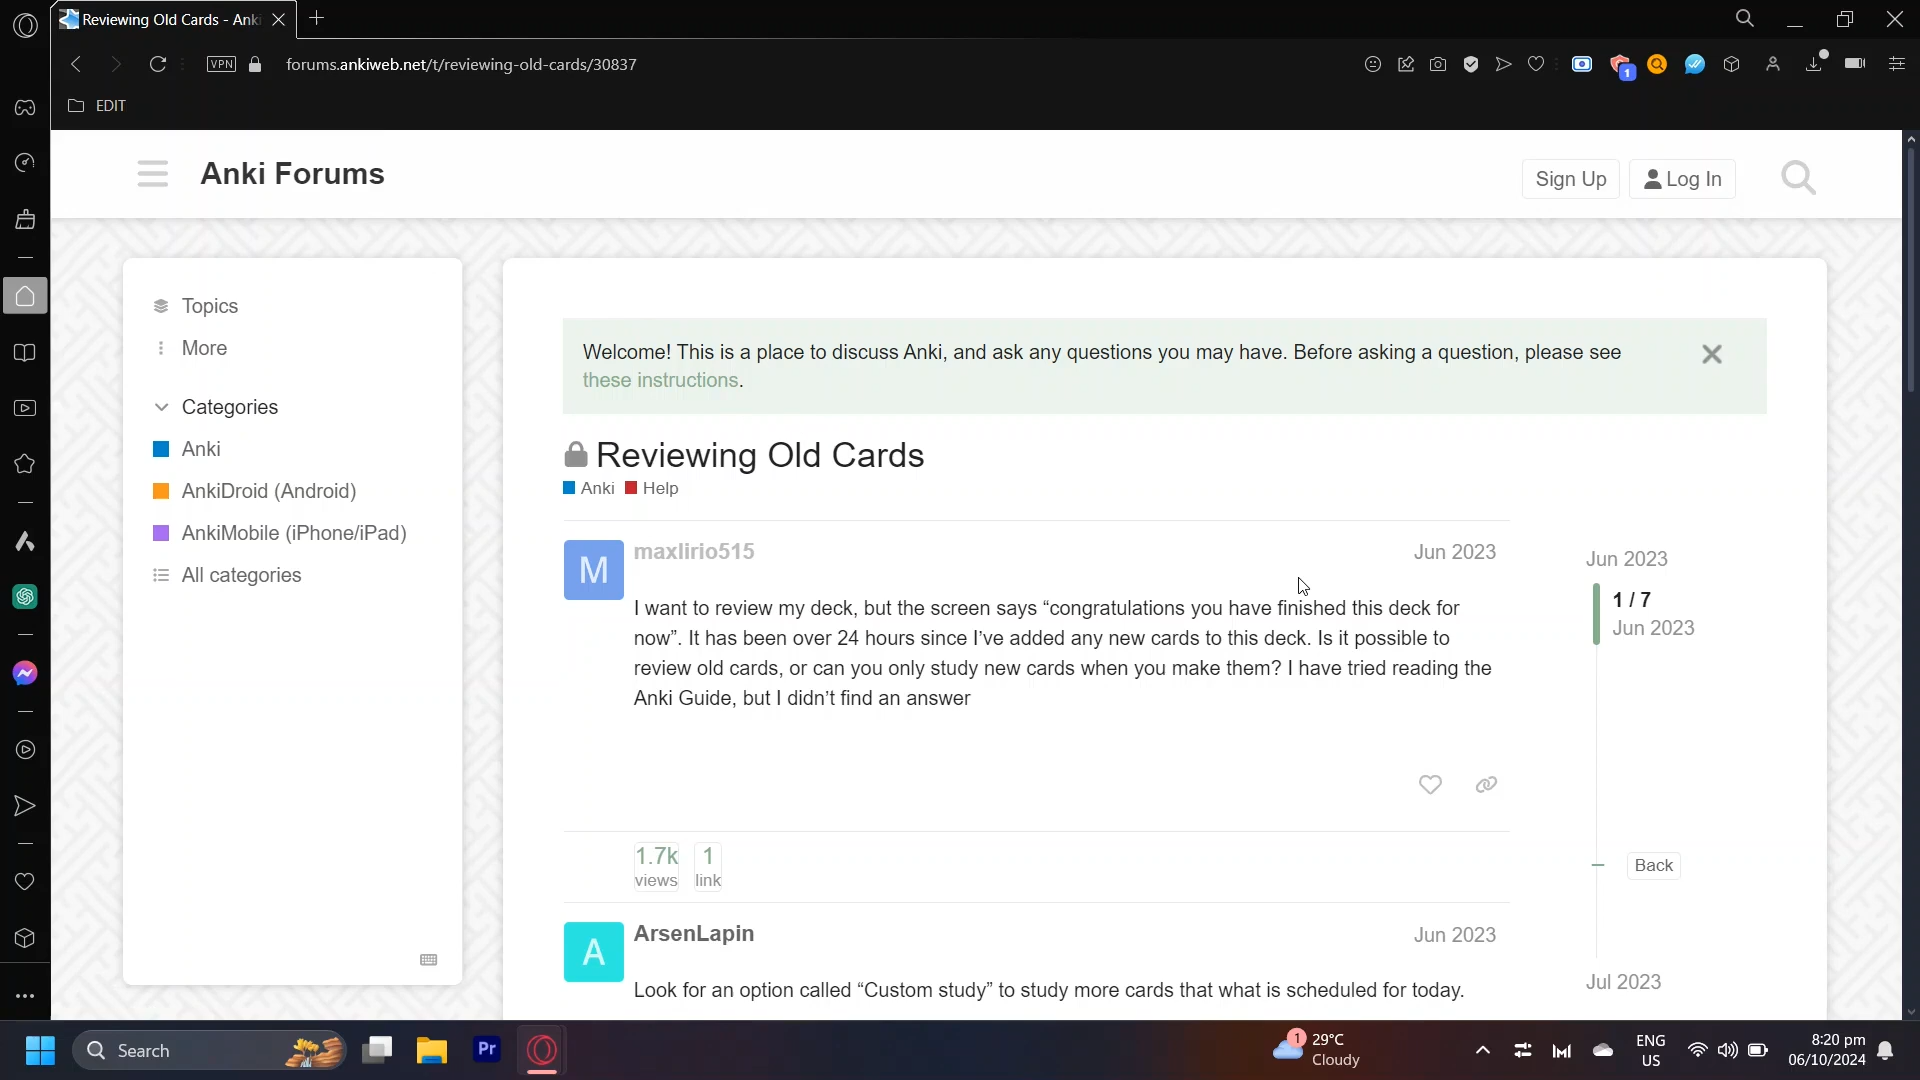 Reviewing Old Cards - Anki
VPN
forums.ankiweb.net/t/reviewing-old-cards/30837
1
EDIT
Anki Forums
Sign Up
Log In
Topics
More
Categories
Anki
AnkiDroid (Android)
AnkiMobile (iPhone/iPad)
All categories
Welcome! This is a place to discuss Anki, and ask any questions you may have. Before asking a question, please see
these instructions.
Reviewing Old Cards
Anki Help
M
maxlirio515
Jun 2023
I want to review my deck, but the screen says “congratulations you have finished this deck for
now”. It has been over 24 hours since I’ve added any new cards to this deck. Is it possible to
review old cards, or can you only study new cards when you make them? I have tried reading the
Anki Guide, but I didn’t find an answer
1.7k
views
1
link
A
ArsenLapin
Jun 2023
Look for an option called “Custom study” to study more cards that what is scheduled for today.
Jun 2023
1 / 7
Jun 2023
Back
Jul 2023
Search
Pr
1
29°C
Cloudy
ENG
US
8:20 pm
06/10/2024